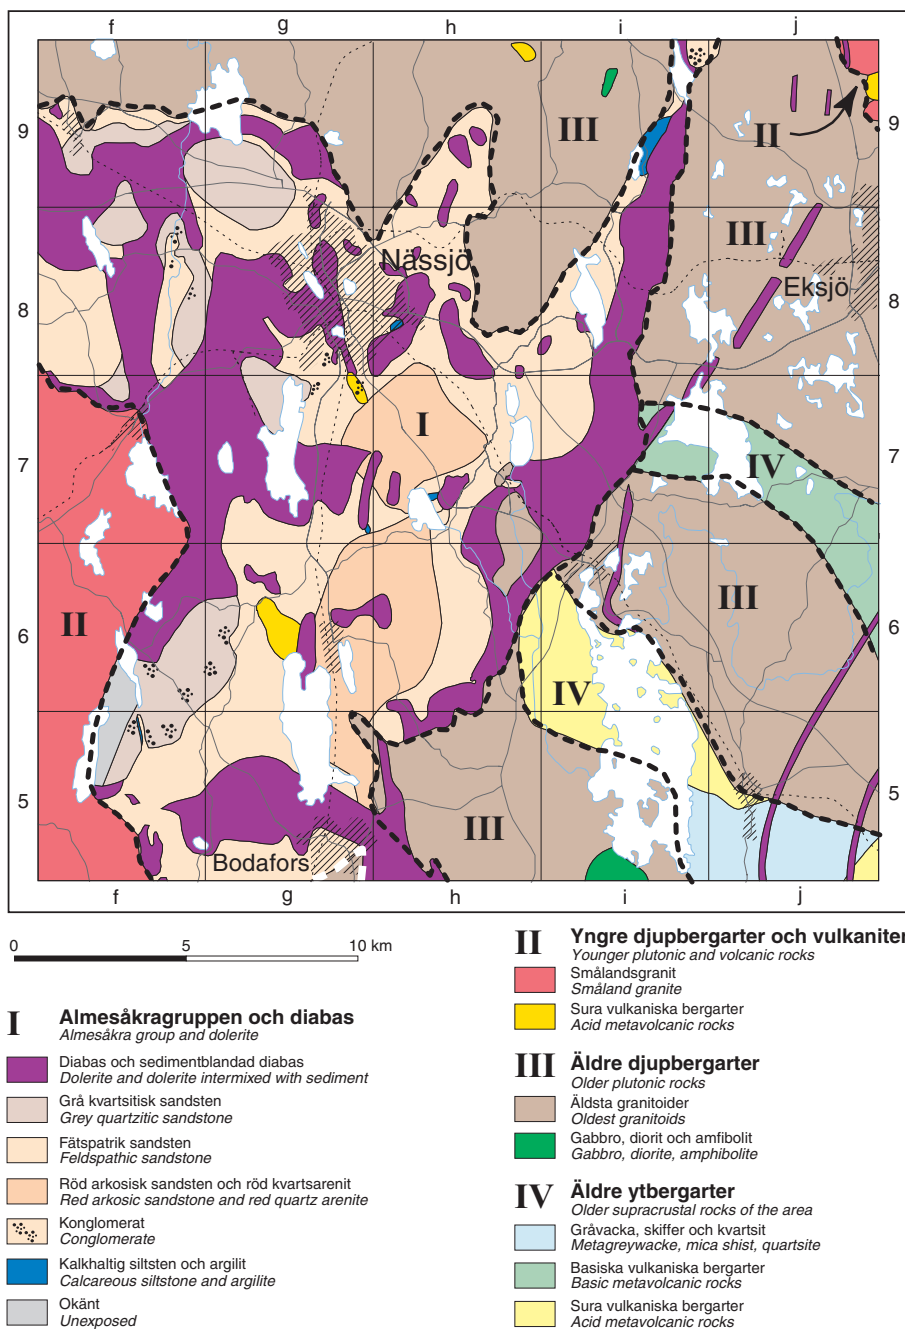 f g h i j
9 9
III
II
III
Nässjö
Eksjö
8 8
I
IV
7 7
III
II
6 6
IV
5 5
III
Bodafors
f g h i j
0 5 10 km
I Almesåkragruppen och diabas
Almesåkra group and dolerite
Diabas och sedimentblandad diabas
Dolerite and dolerite intermixed with sediment
Grå kvartsitisk sandsten
Grey quartzitic sandstone
Fätspatrik sandsten
Feldspathic sandstone
Röd arkosisk sandsten och röd kvartsarenit
Red arkosic sandstone and red quartz arenite
Konglomerat
Conglomerate
Kalkhaltig siltsten och argilit
Calcareous siltstone and argilite
Okänt
Unexposed
II Yngre djupbergarter och vulkaniter
Younger plutonic and volcanic rocks
Smålandsgranit
Småland granite
Sura vulkaniska bergarter
Acid metavolcanic rocks
III Äldre djupbergarter
Older plutonic rocks
Äldsta granitoider
Oldest granitoids
Gabbro, diorit och amfibolit
Gabbro, diorite, amphibolite
IV Äldre ytbergarter
Older supracrustal rocks of the area
Gråvacka, skiffer och kvartsit
Metagreywacke, mica shist, quartsite
Basiska vulkaniska bergarter
Basic metavolcanic rocks
Sura vulkaniska bergarter
Acid metavolcanic rocks